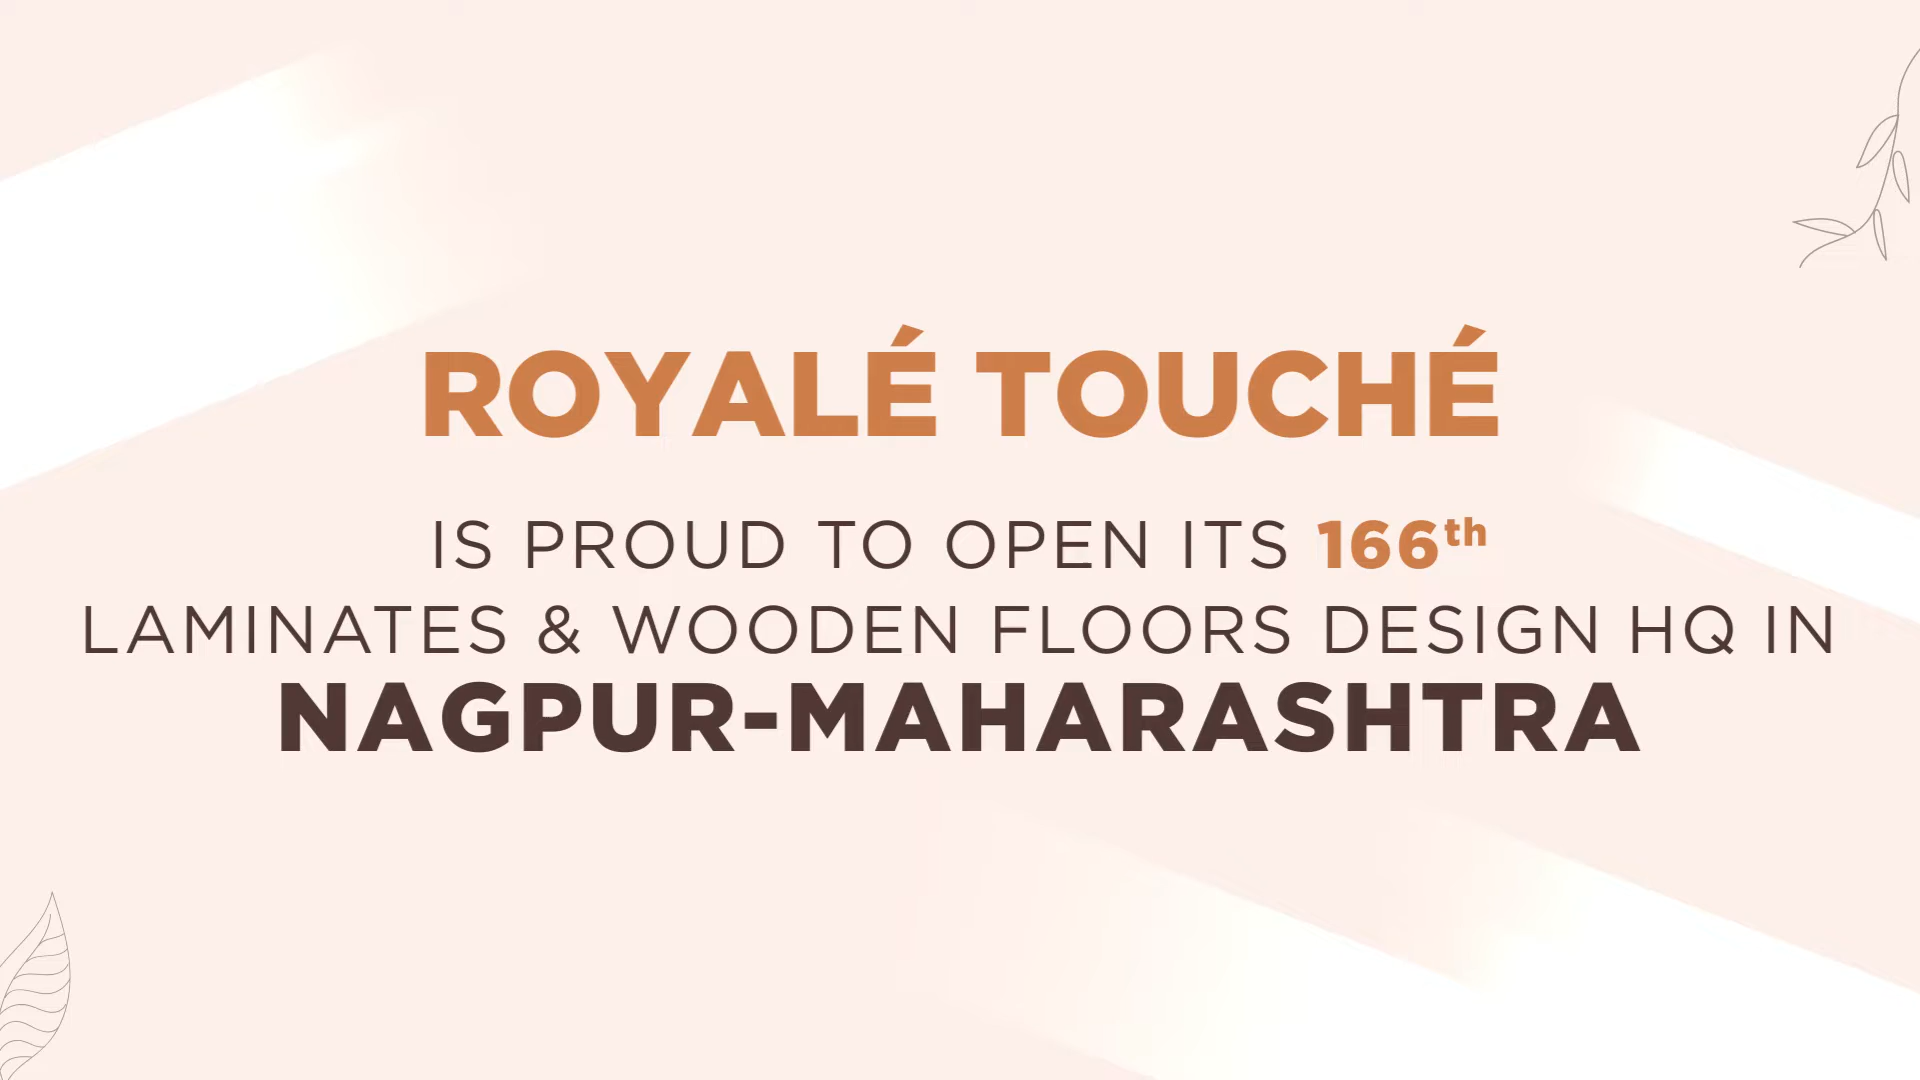 ROYALÉ TOUCHÉ
IS PROUD TO OPEN ITS 166th
LAMINATES & WOODEN FLOORS DESIGN HQ IN
NAGPUR-MAHARASHTRA